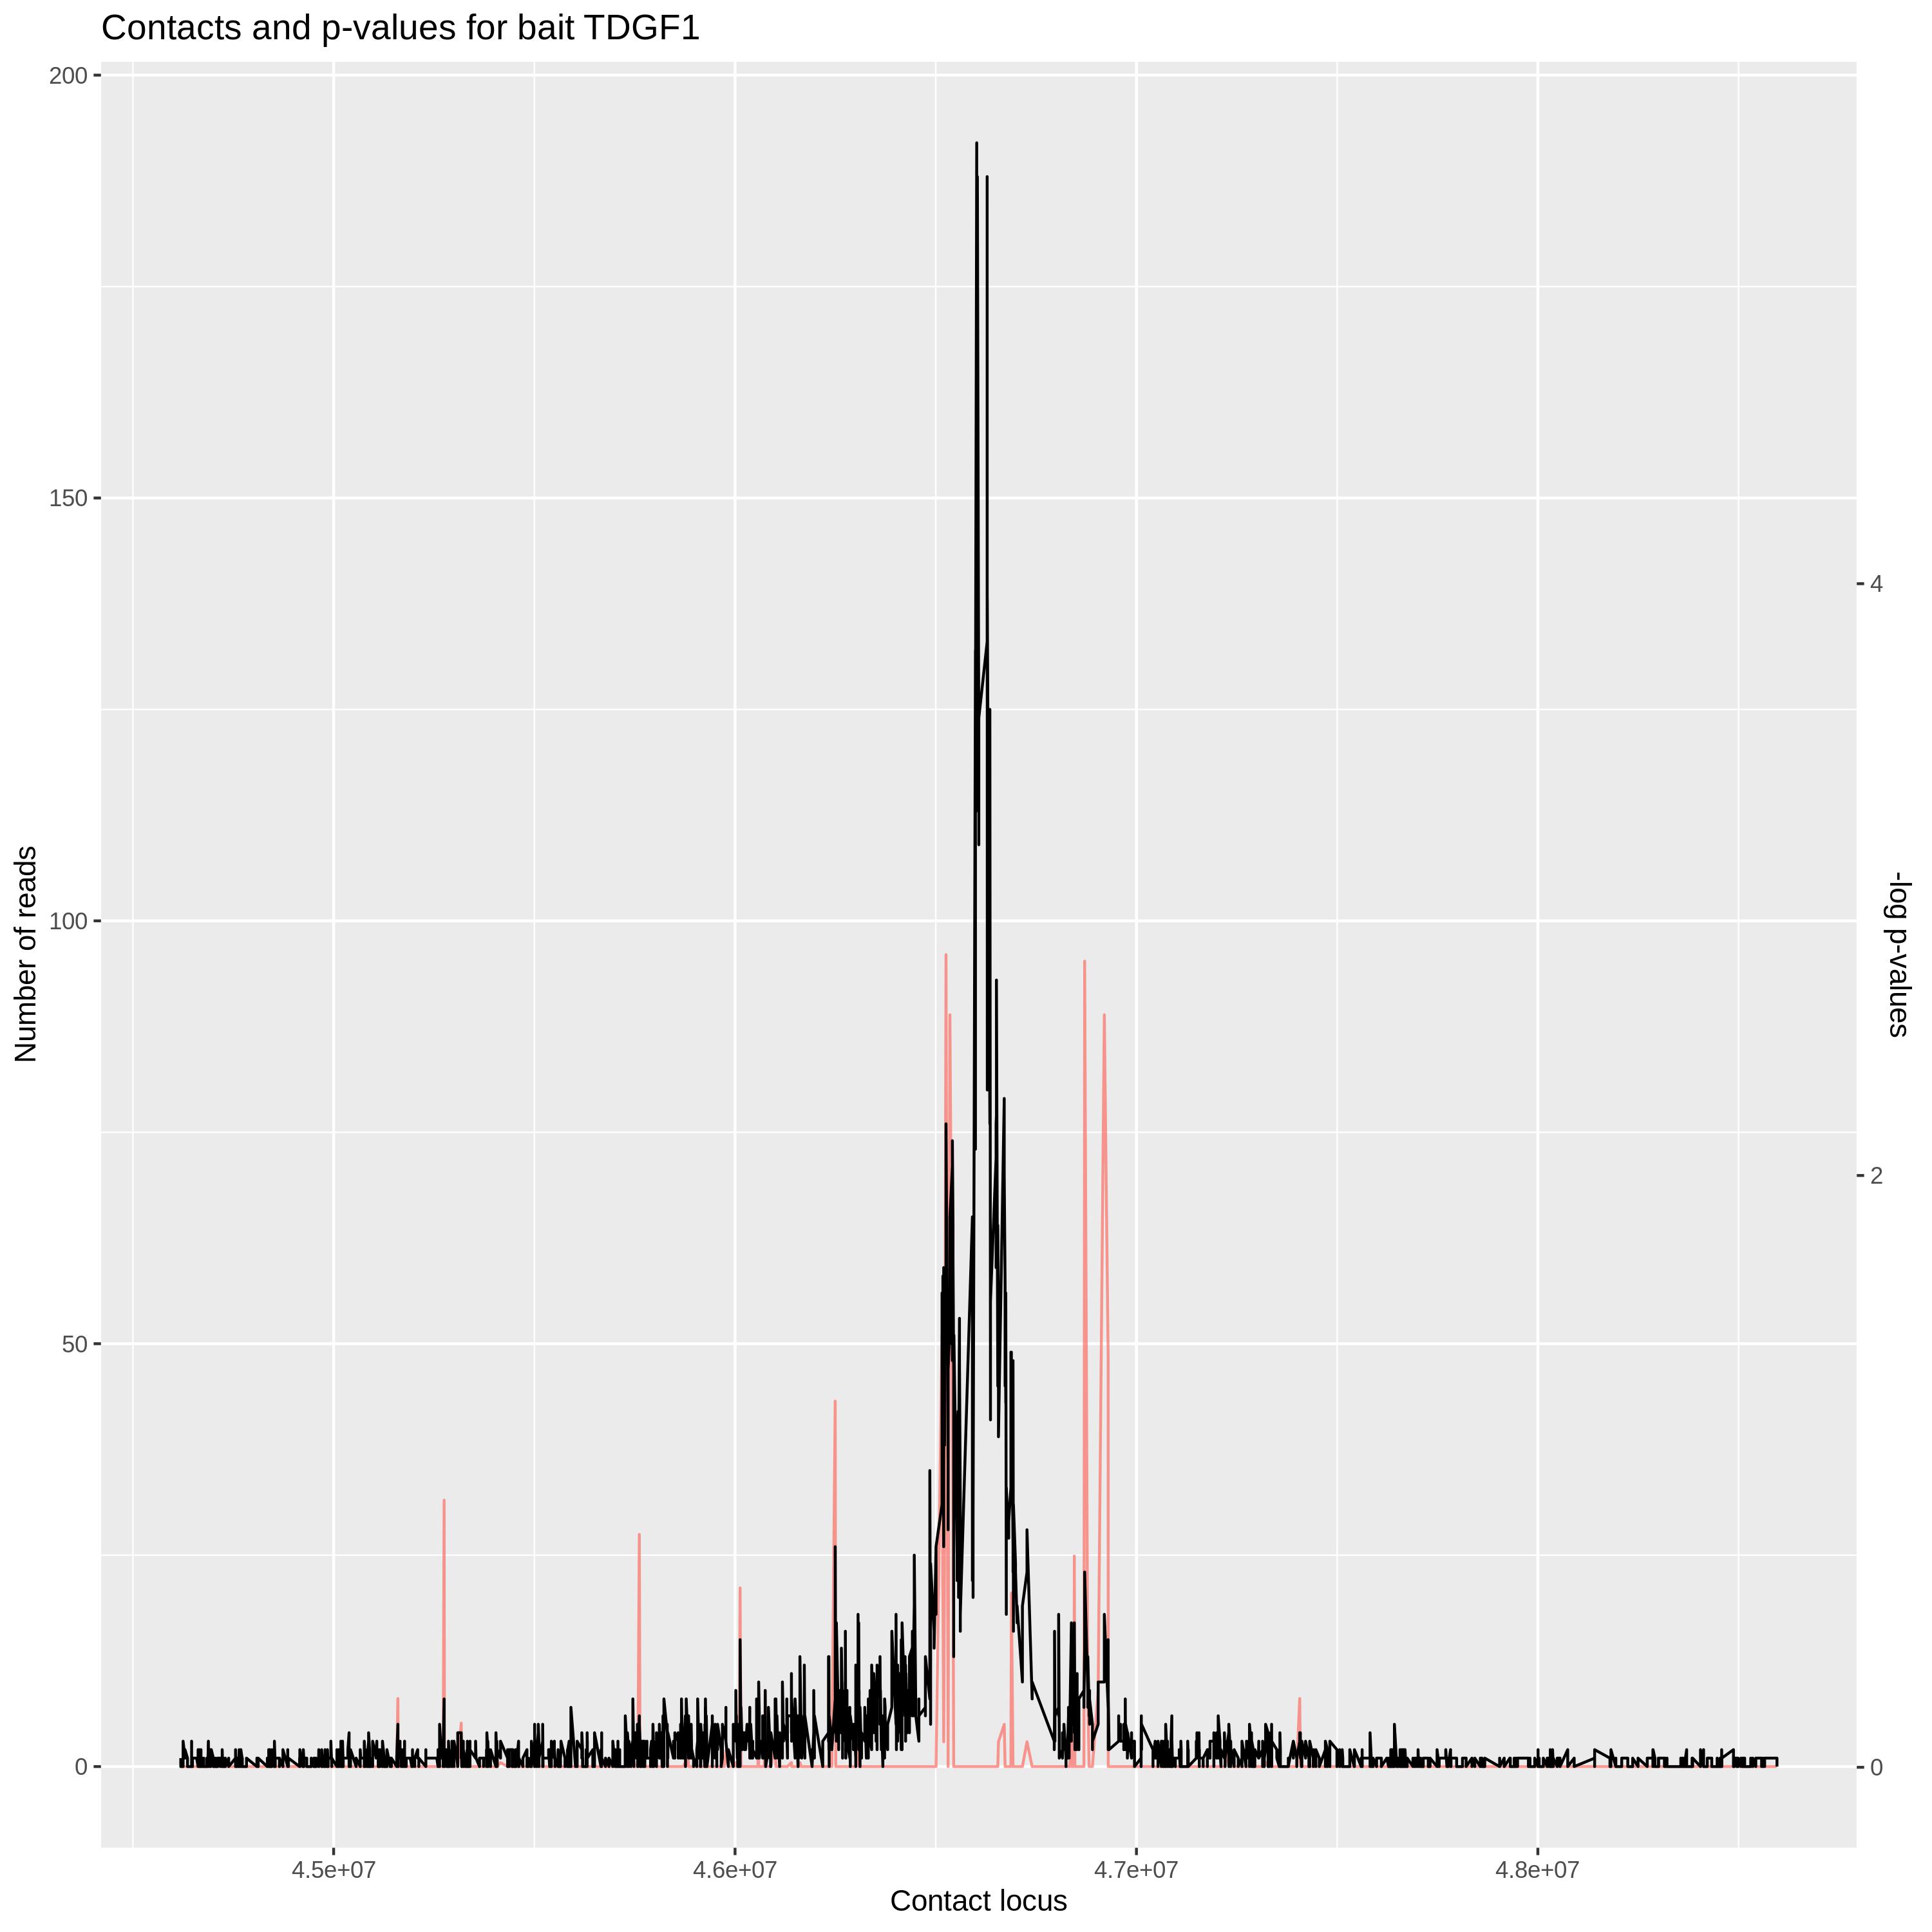 Contacts and p-values for bait TDGF1
200
150
100
50
0
Number of reads
4
2
0
-log p-values
4.5e+07
4.6e+07
4.7e+07
4.8e+07
Contact locus